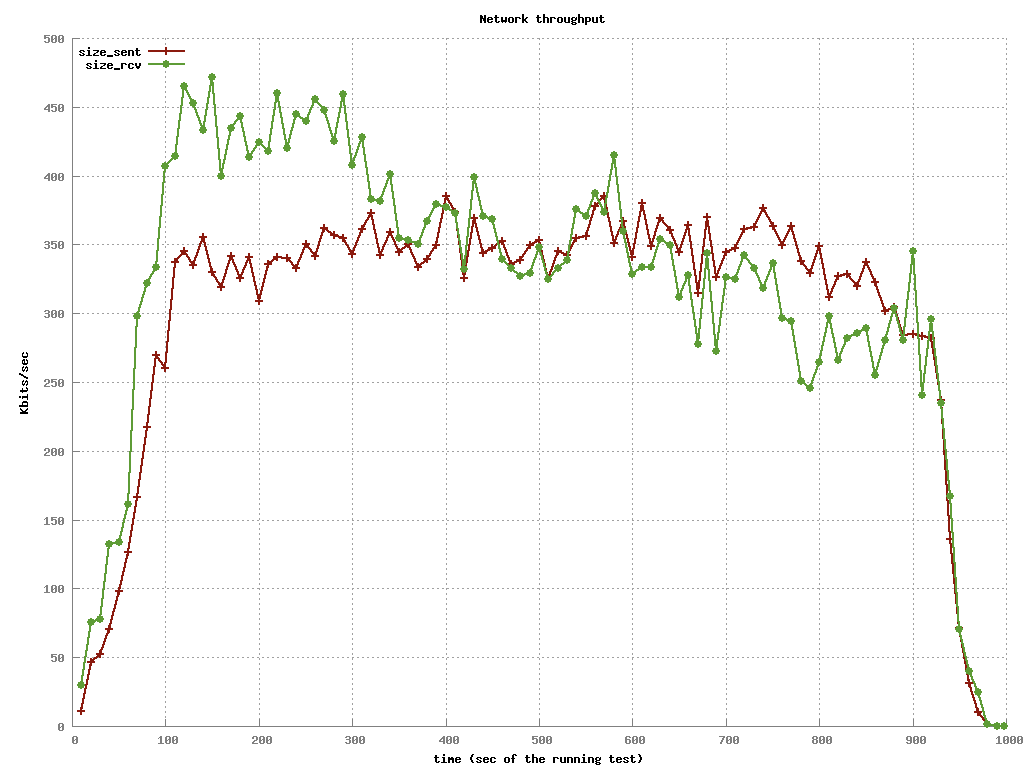 Network throughput
size_sent
size_rcv
500
450
400
350
300
250
200
150
100
50
0
Kbits/sec
0 100 200 300 400 500 600 700 800 900 1000
time (sec of the running test)